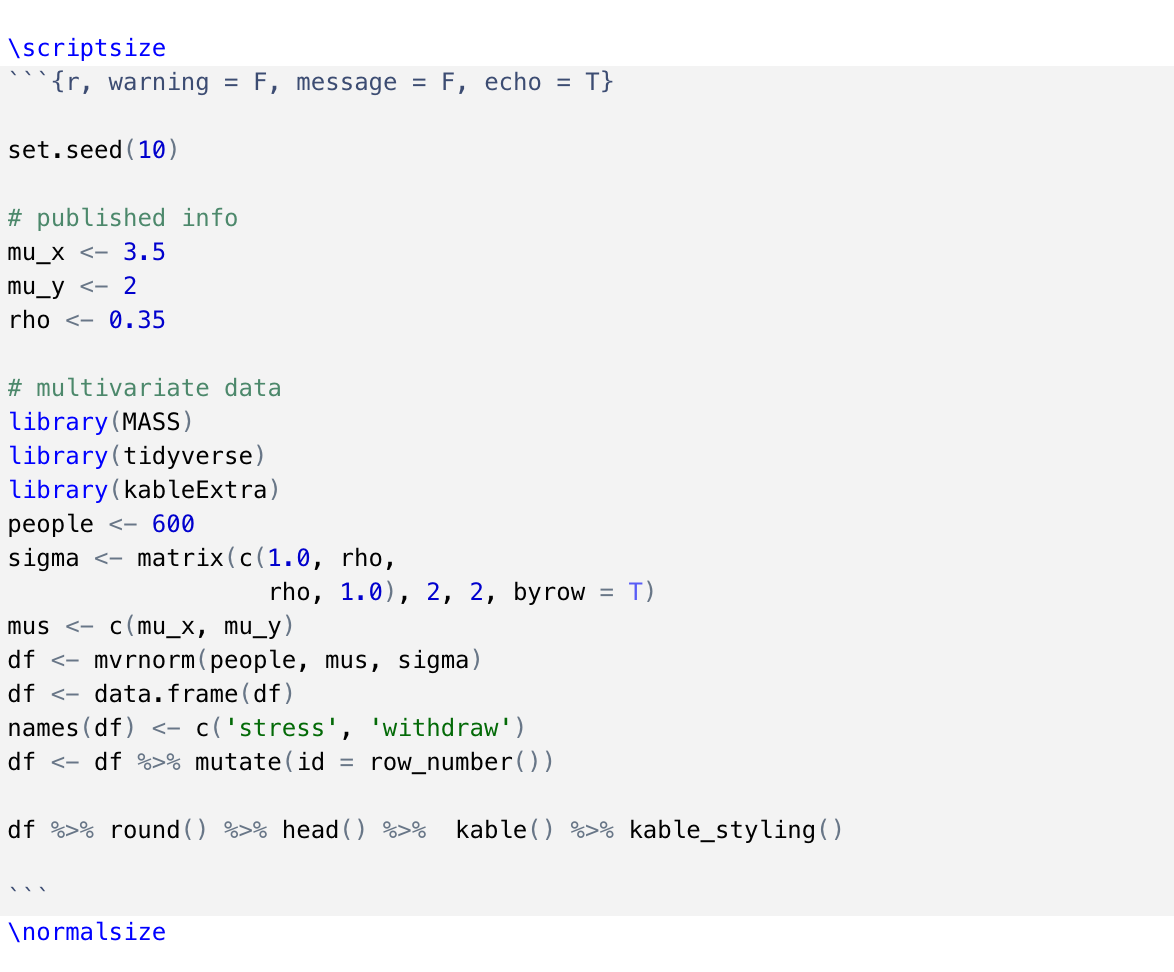 \scriptsize
```{r, warning = F, message = F, echo = T}
set.seed(10)
# published info
mu_x <- 3.5
mu_y <- 2
rho <- 0.35
# multivariate data
library(MASS)
library(tidyverse)
library(kableExtra)
people <- 600
sigma <- matrix(c(1.0, rho,
                  rho, 1.0), 2, 2, byrow = T)
mus <- c(mu_x, mu_y)
df <- mvrnorm(people, mus, sigma)
df <- data.frame(df)
names(df) <- c('stress', 'withdraw')
df <- df %>% mutate(id = row_number())
df %>% round() %>% head() %>%  kable() %>% kable_styling()
```
\normalsize